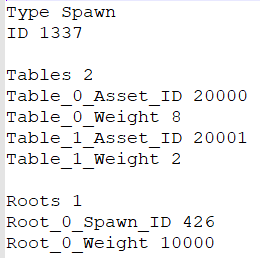 Type Spawn
ID 1337
Tables 2
Table_0_Asset_ID 20000
Table_0_Weight 8
Table_1_Asset_ID 20001
Table_1_Weight 2
Roots 1
Root_0_Spawn_ID 426
Root_0_Weight 10000